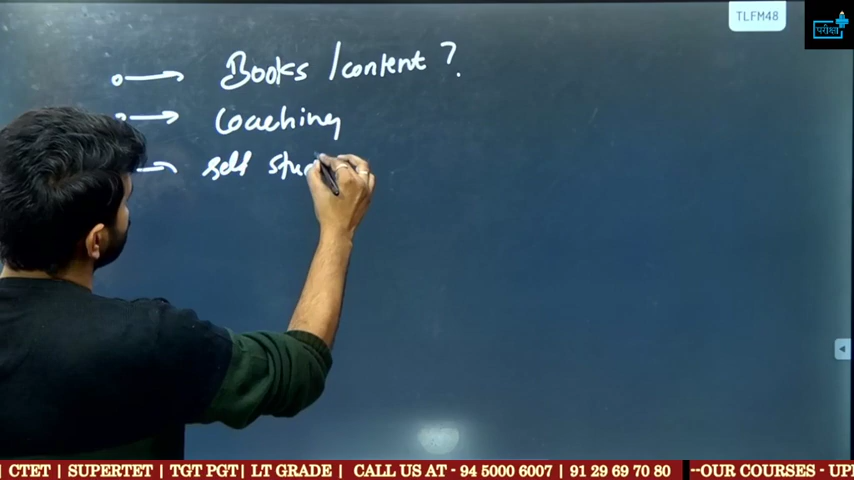 TLFM48
परीक्षा
Books / content ?
Coaching
self
| CTET | SUPERTET | TGT PGT | LT GRADE | CALL US AT - 94 5000 6007 | 91 29 69 70 80 --OUR COURSES - UP